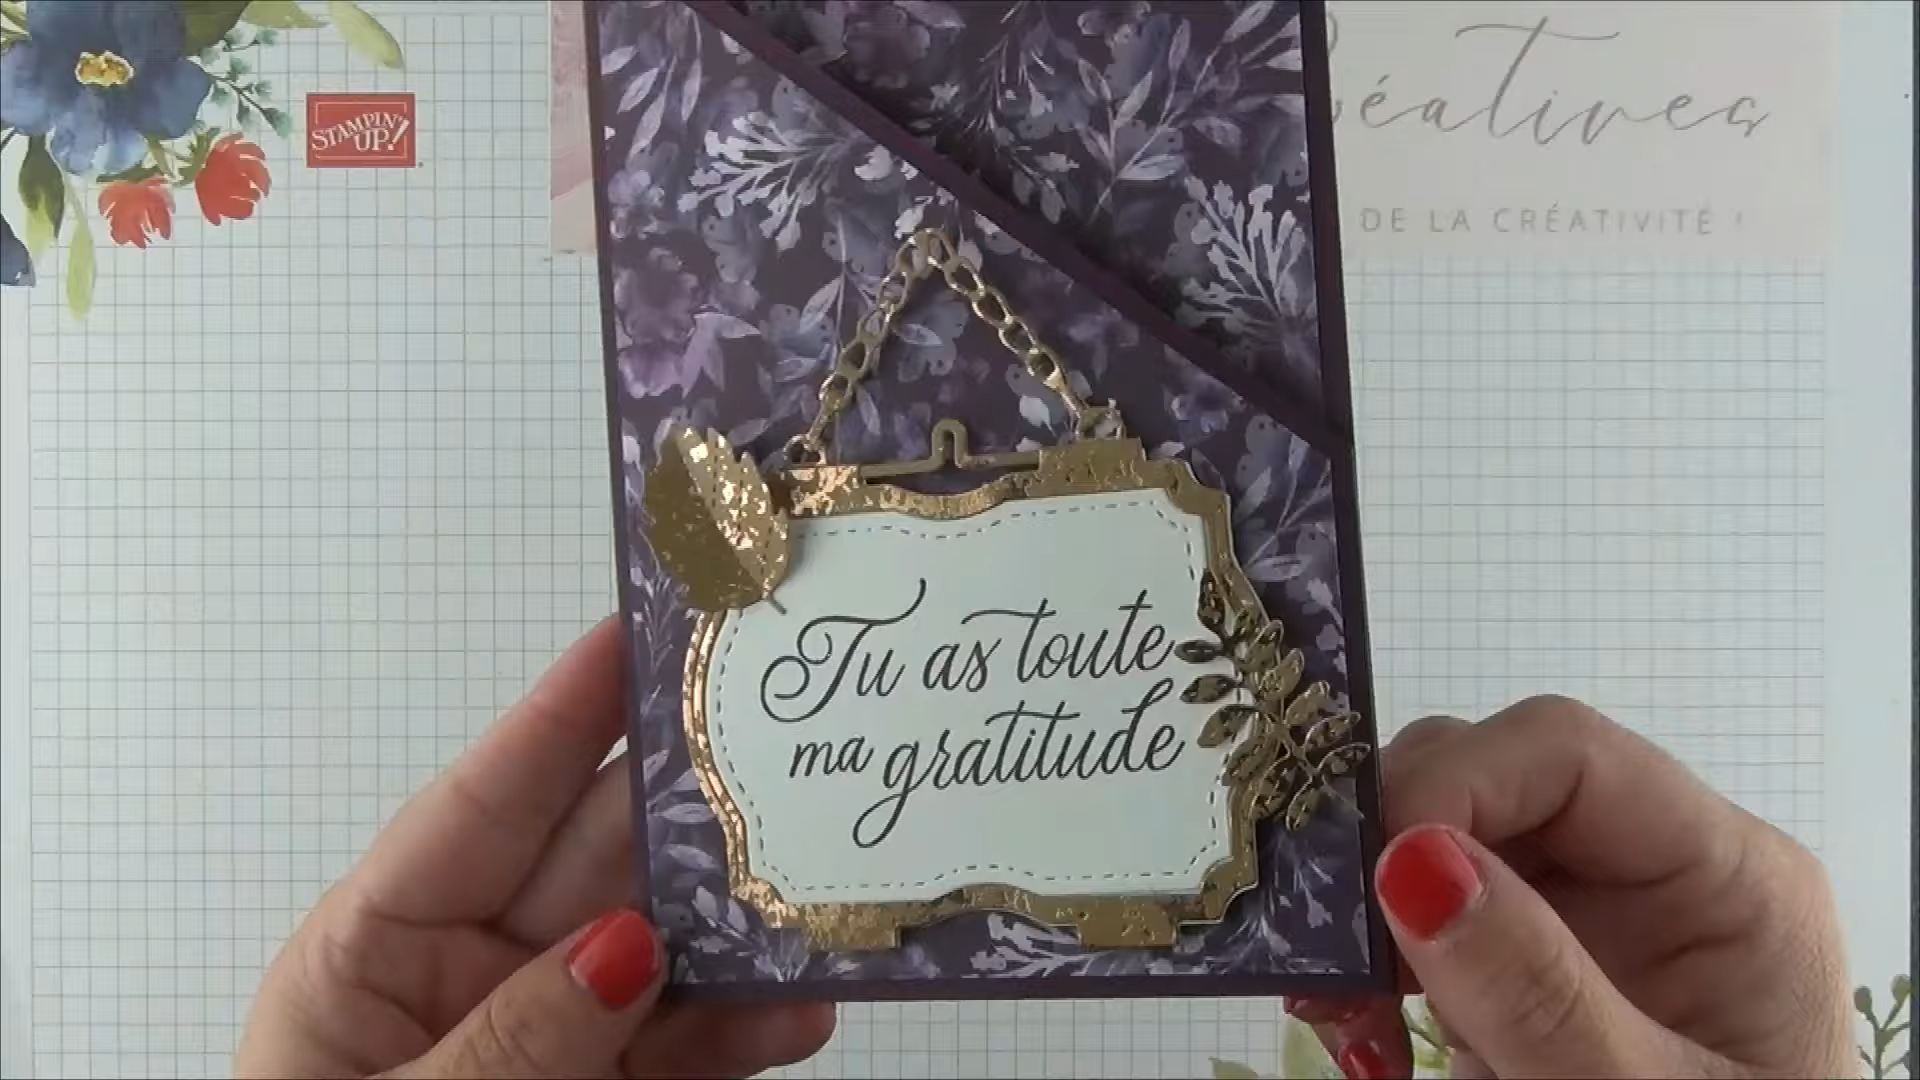 STAMPIN' UP!
éatives
DE LA CRÉATIVITÉ !
Tu as toute
ma gratitude